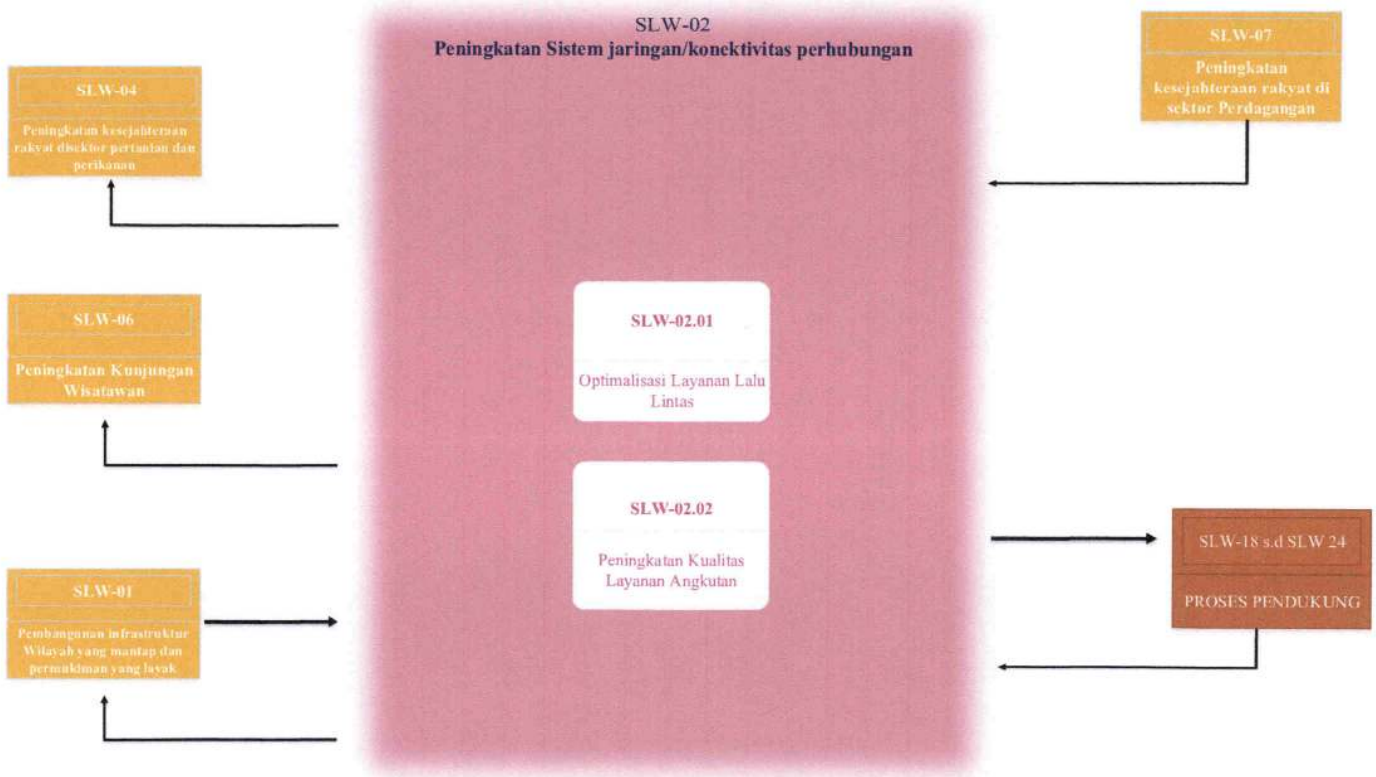 SLW-02
Peningkatan Sistem jaringan/konektivitas perhubungan
SLW-04
Peningkatan kesejahteraan
rakyat disektor pertanian dan
perikanan
SLW-07
Peningkatan
kesejahteraan rakyat di
sektor Perdagangan
SLW-06
Peningkatan Kunjungan
Wisatawan
SLW-02.01
Optimalisasi Layanan Lalu
Lintas
SLW-02.02
Peningkatan Kualitas
Layanan Angkutan
SLW-01
Pembangunan infrastruktur
Wilayah yang mantap dan
permukiman yang layak
SLW-18 s.d SLW 24
PROSES PENDUKUNG